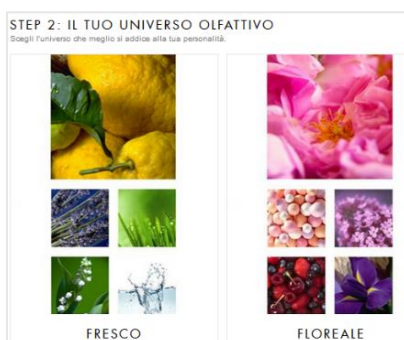 STEP 2: IL TUO UNIVERSO OLFATTIVO
Scegli l'universo che meglio si addice alla tua personalità.
FRESCO
FLOREALE